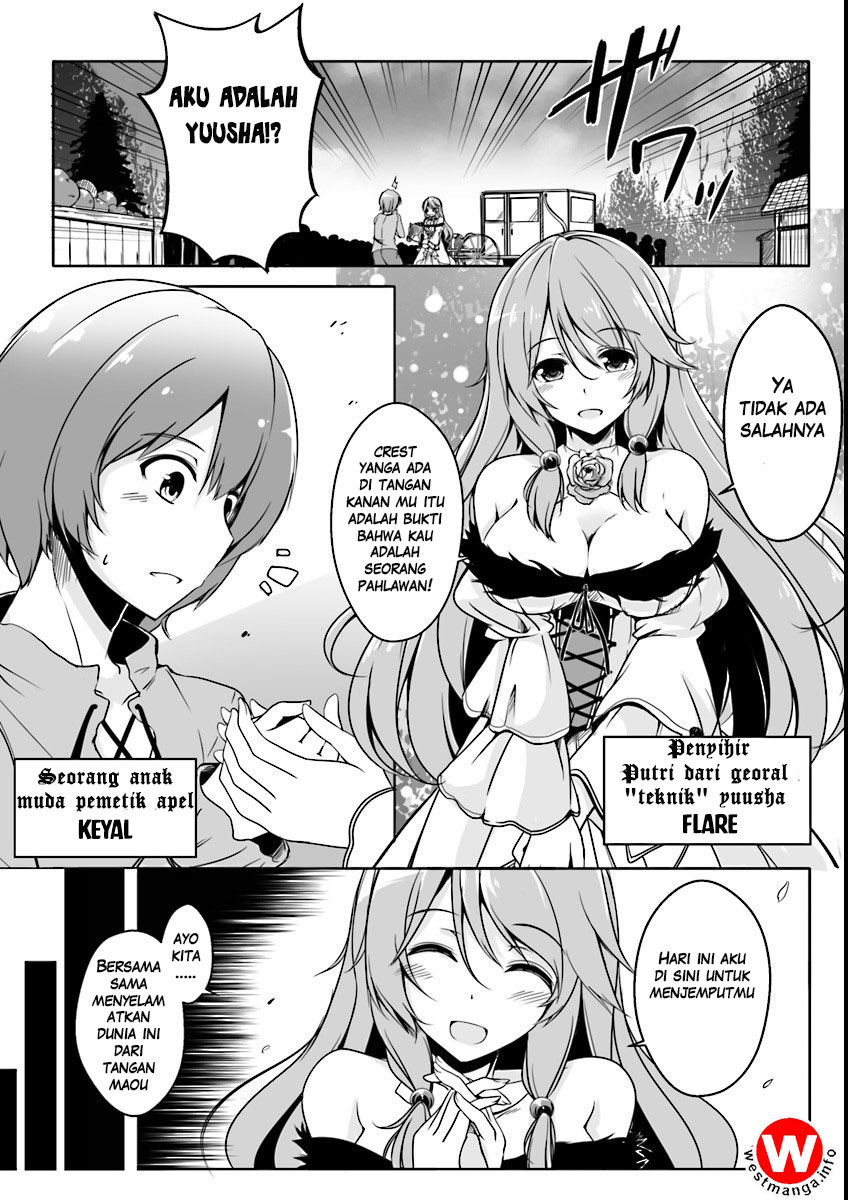 AKU ADALAH
YUUSHA!?
ズザワッ
YA
TIDAK ADA
SALAHNYA
CREST
YANGA ADA
DI TANGAN
KANAN MU ITU
ADALAH BUKTI
BAHWA KAU
ADALAH
SEORANG
PAHLAWAN!
Penyihir
Putri dari georal
"teknik" yuusha
FLARE
Seorang anak
muda pemetik apel
KEYAL
HARI INI AKU
DI SINI UNTUK
MENJEMPUTMU
AYO
KITA
.....
BERSAMA
SAMA
MENYELAM
ATKAN
DUNIA INI
DARI
TANGAN
MAOU
W
westmanga.info